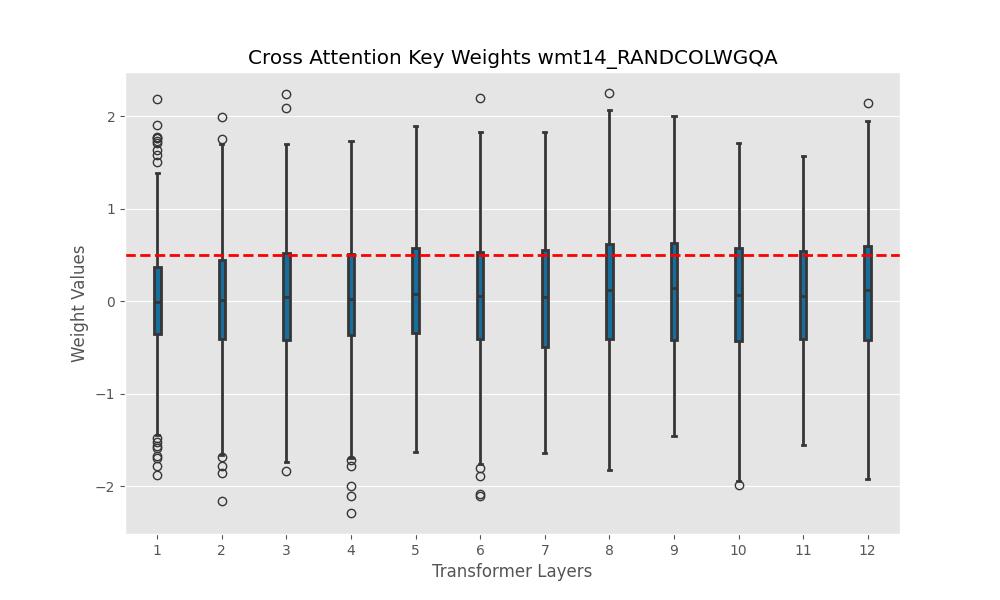 Cross Attention Key Weights wmt14_RANDCOLWGQA
Weight Values
2
1
0
−1
−2
1 2 3 4 5 6 7 8 9 10 11 12
Transformer Layers